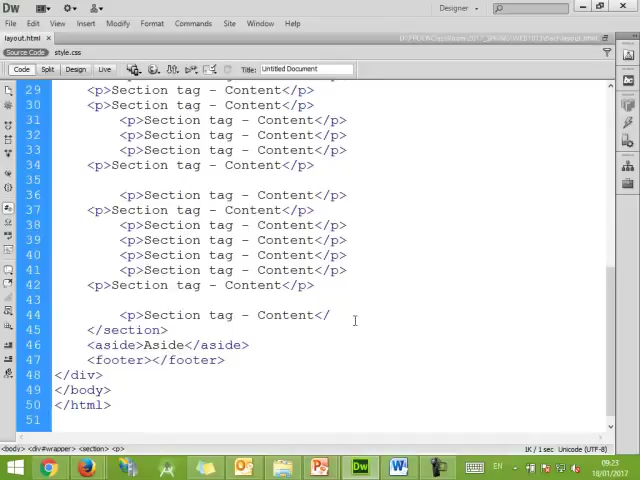 Dw
Designer
File Edit View Insert Modify Format Commands Site Window Help
layout.html ×
Source Code style.css
Code Split Design Live Title: Untitled Document
29 <p>Section tag - Content</p>
30 <p>Section tag - Content</p>
31 <p>Section tag - Content</p>
32 <p>Section tag - Content</p>
33 <p>Section tag - Content</p>
34 <p>Section tag - Content</p>
35
36 <p>Section tag - Content</p>
37 <p>Section tag - Content</p>
38 <p>Section tag - Content</p>
39 <p>Section tag - Content</p>
40 <p>Section tag - Content</p>
41 <p>Section tag - Content</p>
42 <p>Section tag - Content</p>
43
44 <p>Section tag - Content</
45 </section>
46 <aside>Aside</aside>
47 <footer></footer>
48 </div>
49 </body>
50 </html>
51
<body> <div#wrapper> <section> <p> 1K / 1 sec Unicode (UTF-8)
EN 09:23
18/01/2017